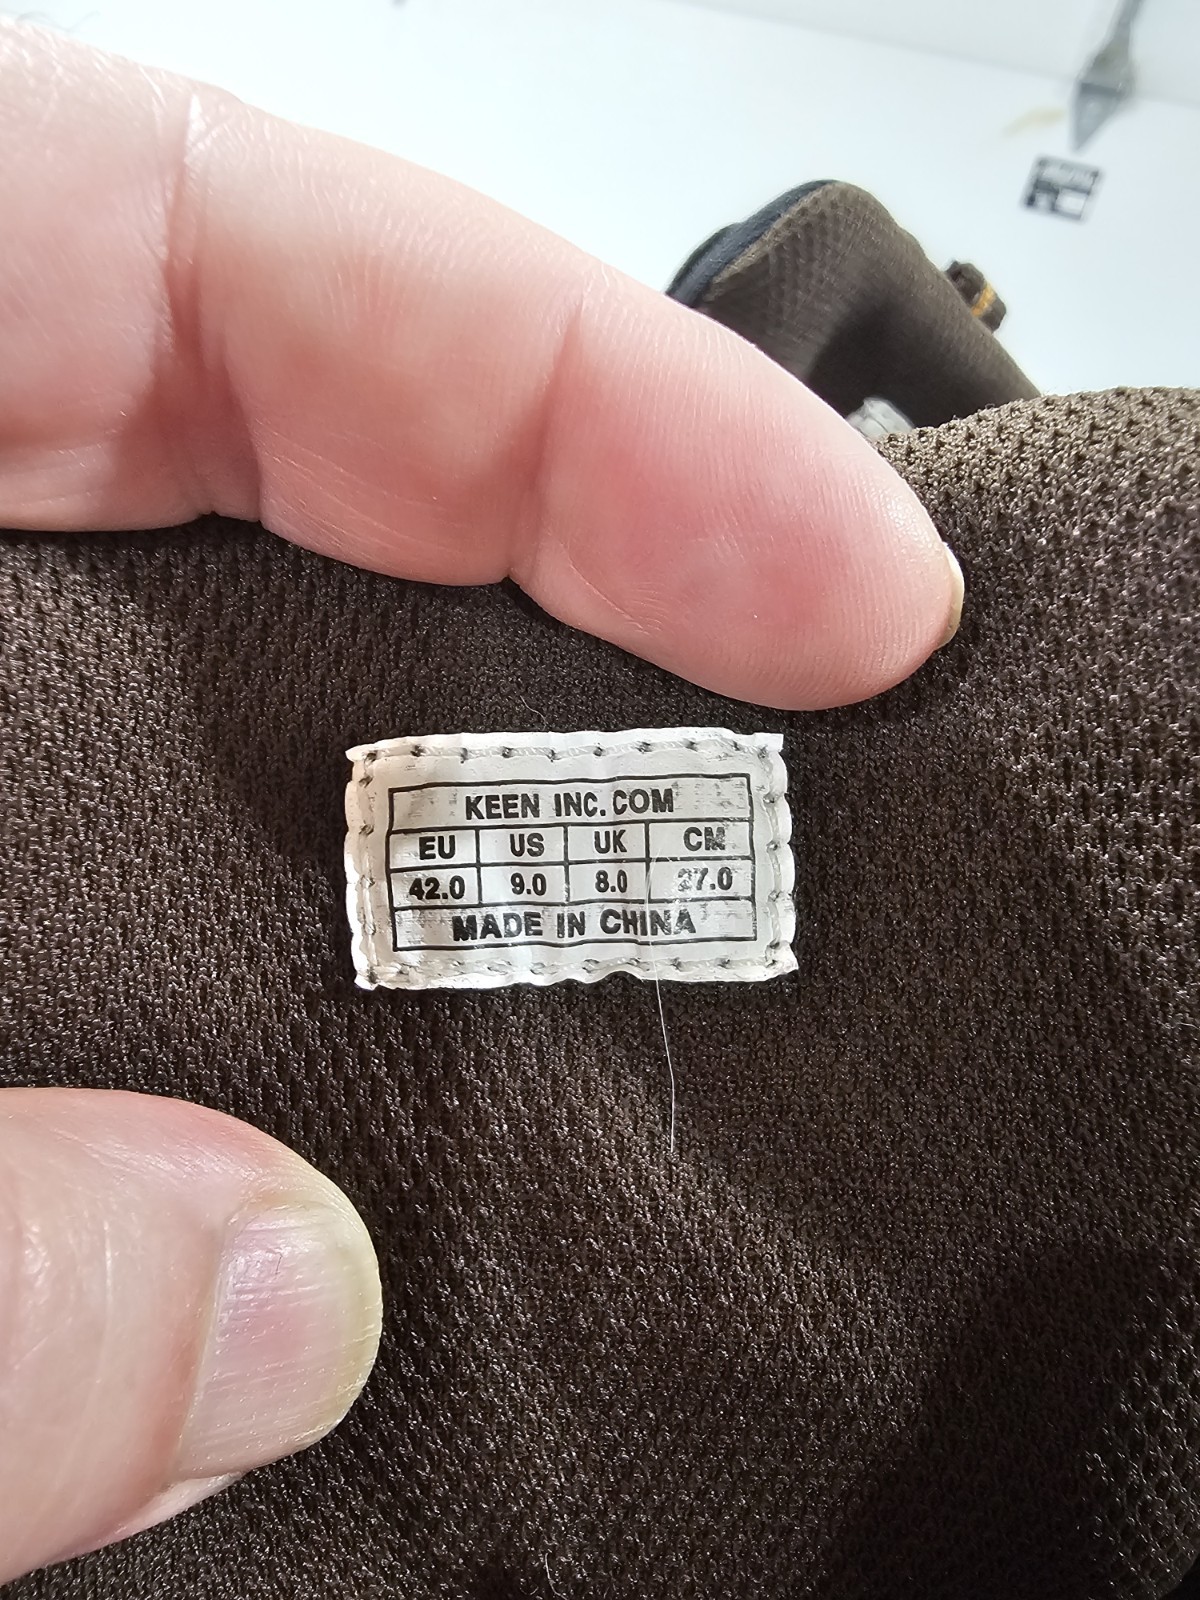 KEEN INC. COM
EU US UK CM
42.0 9.0 8.0 27.0
MADE IN CHINA